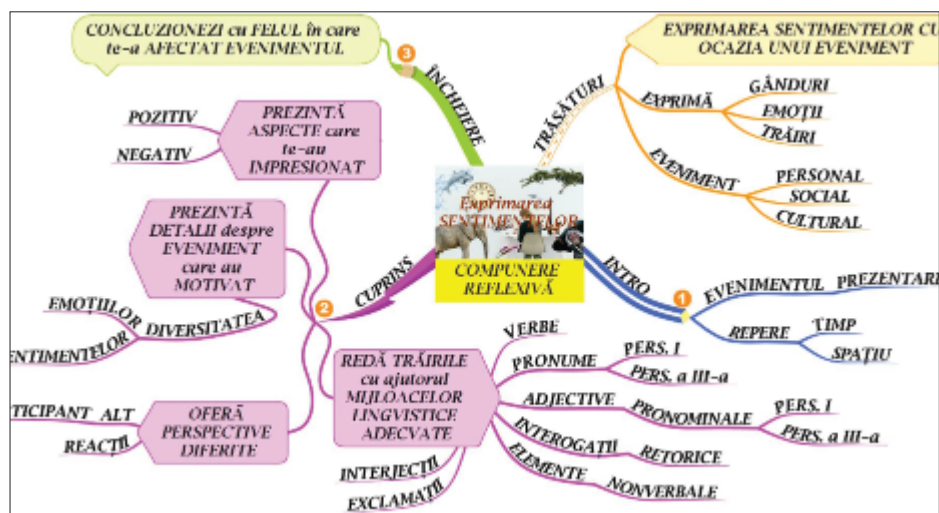 Exprimarea
SENTIMENTELOR
COMPUNERE
REFLEXIVĂ
TRĂSĂTURI
EXPRIMAREA SENTIMENTELOR CU
OCAZIA UNUI EVENIMENT
EXPRIMĂ
GÂNDURI
EMOȚII
TRĂIRI
EVENIMENT
PERSONAL
SOCIAL
CULTURAL
INTRO
1
EVENIMENTUL PREZENTARE
REPERE
TIMP
SPAȚIU
CUPRINS
2
PREZINTĂ
ASPECTE care
te-au
IMPRESIONAT
POZITIV
NEGATIV
PREZINTĂ
DETALII despre
EVENIMENT
care au
MOTIVAT
DIVERSITATEA
EMOȚIILOR
SENTIMENTELOR
OFERĂ
PERSPECTIVE
DIFERITE
TICIPANT ALT
REACȚII
REDĂ TRĂIRILE
cu ajutorul
MIJLOACELOR
LINGVISTICE
ADECVATE
VERBE
PRONUME
PERS. I
PERS. a III-a
ADJECTIVE PRONOMINALE
PERS. I
PERS. a III-a
INTEROGAȚII RETORICE
ELEMENTE NONVERBALE
INTERJECȚII
EXCLAMAȚII
ÎNCHEIERE
3
CONCLUZIONEZI cu FELUL în care
te-a AFECTAT EVENIMENTUL